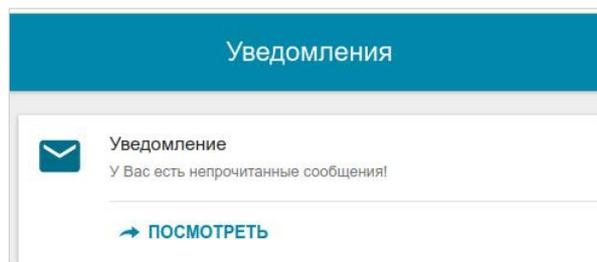 Уведомления
Уведомление
У Вас есть непрочитанные сообщения!
ПОСМОТРЕТЬ